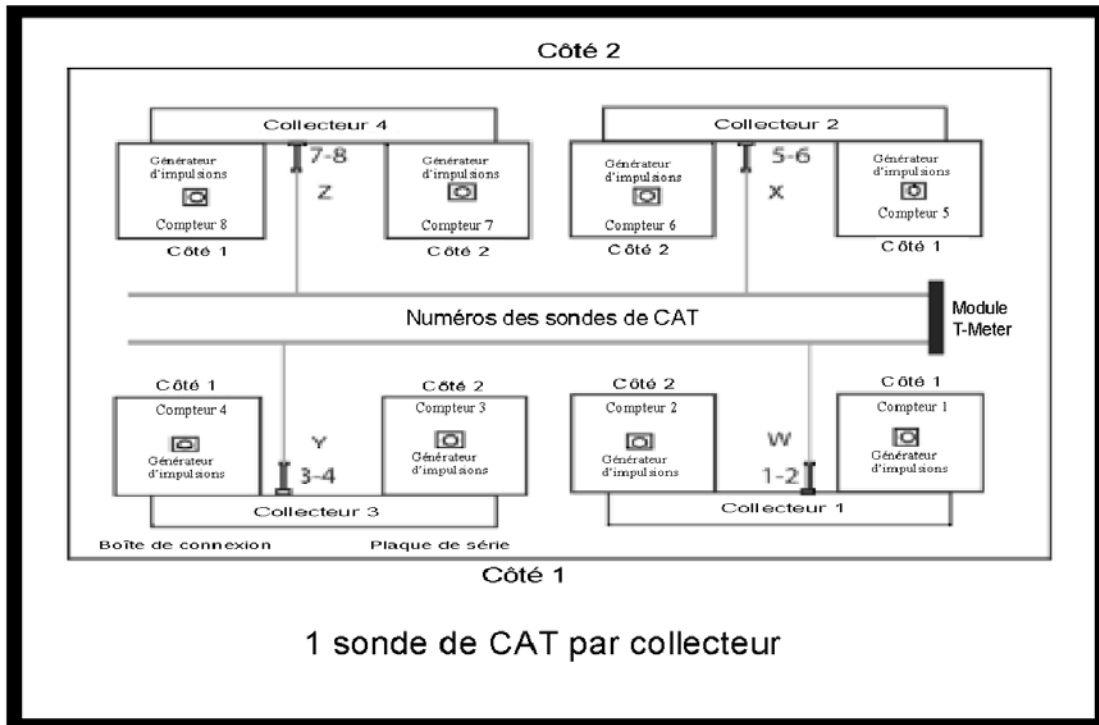 Côté 2
Collecteur 4
Collecteur 2
Générateur
d'impulsions
Compteur 8
7-8
Z
Générateur
d'impulsions
Compteur 7
Générateur
d'impulsions
Compteur 6
5-6
X
Générateur
d'impulsions
Compteur 5
Côté 1
Côté 2
Côté 2
Côté 1
Numéros des sondes de CAT
Module
T-Meter
Côté 1
Côté 2
Côté 2
Côté 1
Compteur 4
Générateur
d'impulsions
Y
3-4
Compteur 3
Générateur
d'impulsions
Compteur 2
Générateur
d'impulsions
W
1-2
Compteur 1
Générateur
d'impulsions
Collecteur 3
Collecteur 1
Boîte de connexion
Plaque de série
Côté 1
1 sonde de CAT par collecteur